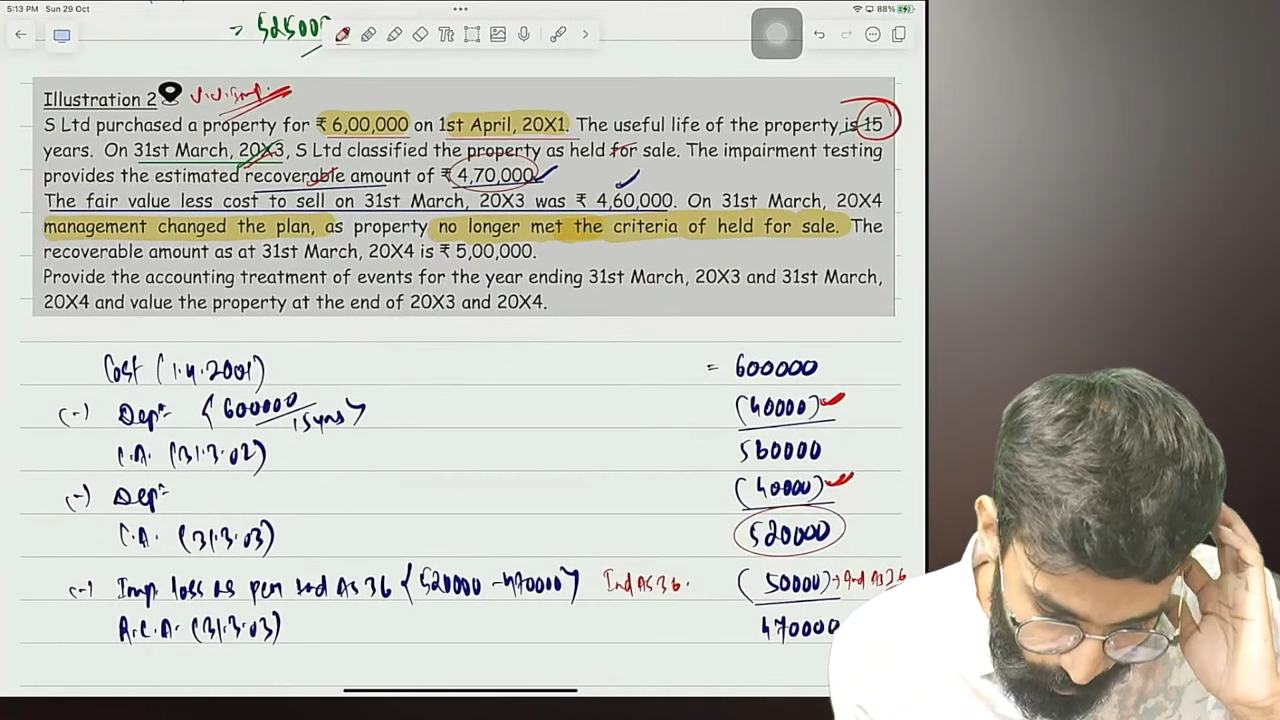 5:13 PM Sun 29 Oct
88%
= 525000
Illustration 2 v.v.Imp.
S Ltd purchased a property for ₹ 6,00,000 on 1st April, 20X1. The useful life of the property is 15
years. On 31st March, 20X3, S Ltd classified the property as held for sale. The impairment testing
provides the estimated recoverable amount of ₹ 4,70,000.
The fair value less cost to sell on 31st March, 20X3 was ₹ 4,60,000. On 31st March, 20X4
management changed the plan, as property no longer met the criteria of held for sale. The
recoverable amount as at 31st March, 20X4 is ₹ 5,00,000.
Provide the accounting treatment of events for the year ending 31st March, 20X3 and 31st March,
20X4 and value the property at the end of 20X3 and 20X4.
Cost (1.4.2001) = 600000
(-) Depn {600000/15yrs} (40000)
C.A. (31.3.02) 560000
(-) Depn (40000)
C.A. (31.3.03) 520000
(-) Imp. loss as per Ind AS 36 {520000 - 470000} Ind AS 36. (50000) → Ind AS 36
R.C.A. (31.3.03) 470000